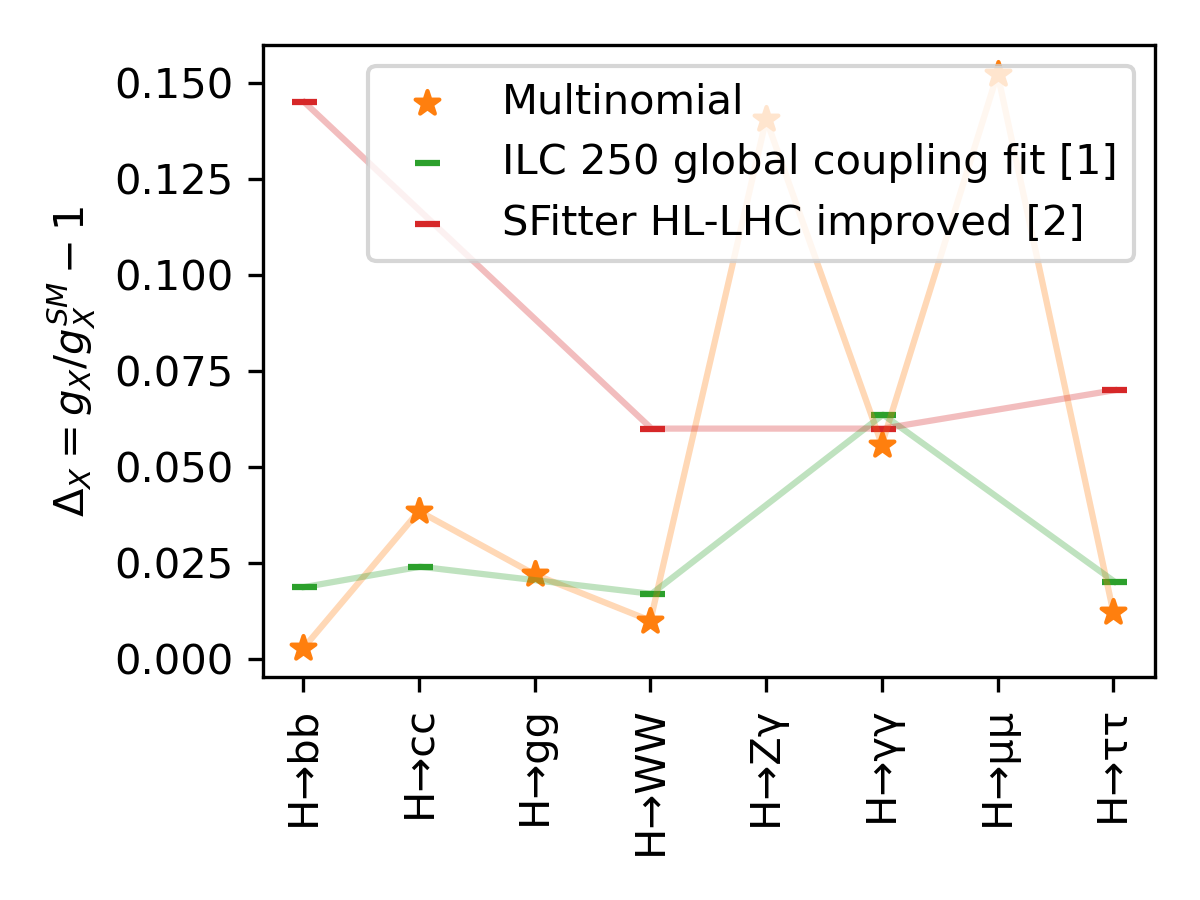 0.150
0.125
0.100
0.075
0.050
0.025
0.000
Δ_X = g_X/g_X^{SM} − 1
Multinomial
ILC 250 global coupling fit [1]
SFitter HL-LHC improved [2]
H→bb
H→cc
H→gg
H→WW
H→Zγ
H→γγ
H→μμ
H→ττ